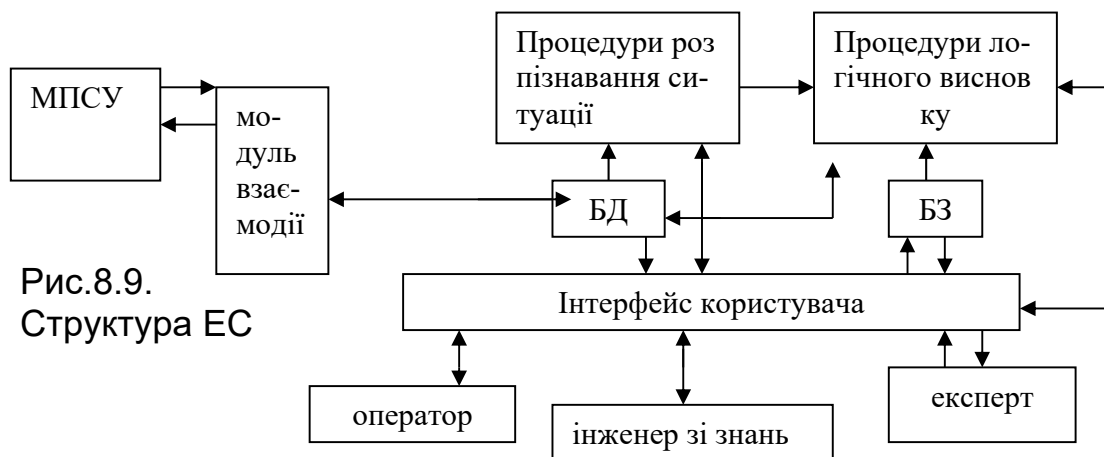 МПСУ
мо-
дуль
взає-
модії
Процедури роз
пізнавання си-
туації
Процедури ло-
гічного виснов
ку
БД
БЗ
Рис.8.9.
Структура ЕС
Інтерфейс користувача
оператор
інженер зі знань
експерт